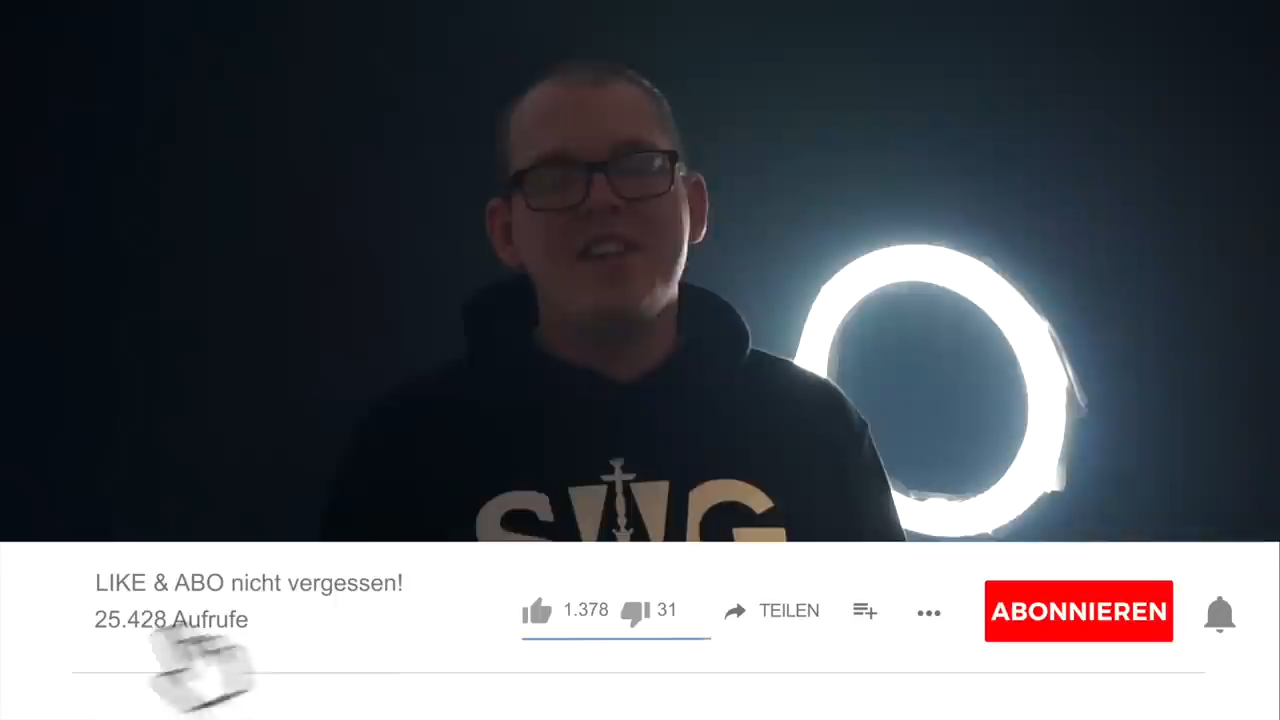 SWG
LIKE & ABO nicht vergessen!
25.428 Aufrufe
1.378 31 TEILEN ABONNIEREN